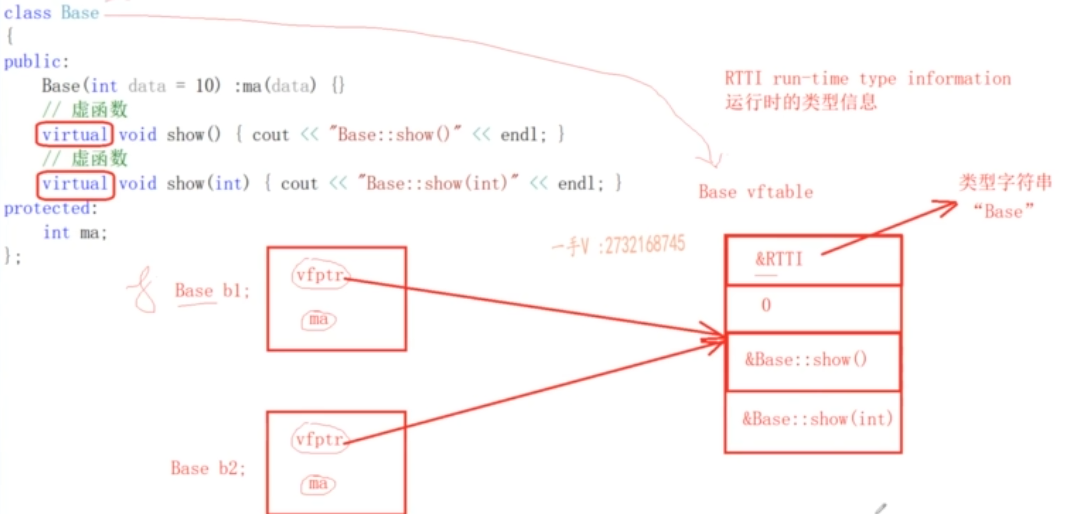 class Base
{
public:
    Base(int data = 10) :ma(data) {}
    // 虚函数
    virtual void show() { cout << "Base::show()" << endl; }
    // 虚函数
    virtual void show(int) { cout << "Base::show(int)" << endl; }
protected:
    int ma;
};
RTTI run-time type information
运行时的类型信息
Base vftable
类型字符串
“Base”
一手V :2732168745
&RTTI
0
&Base::show()
&Base::show(int)
Base b1;
vfptr
ma
Base b2;
vfptr
ma